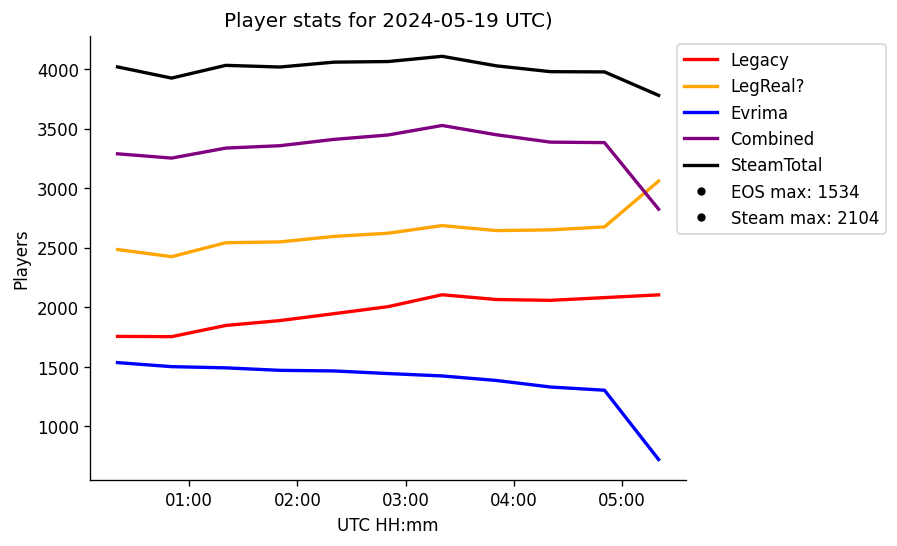 Player stats for 2024-05-19 UTC)
Players
4000
3500
3000
2500
2000
1500
1000
01:00 02:00 03:00 04:00 05:00
UTC HH:mm
Legacy
LegReal?
Evrima
Combined
SteamTotal
EOS max: 1534
Steam max: 2104